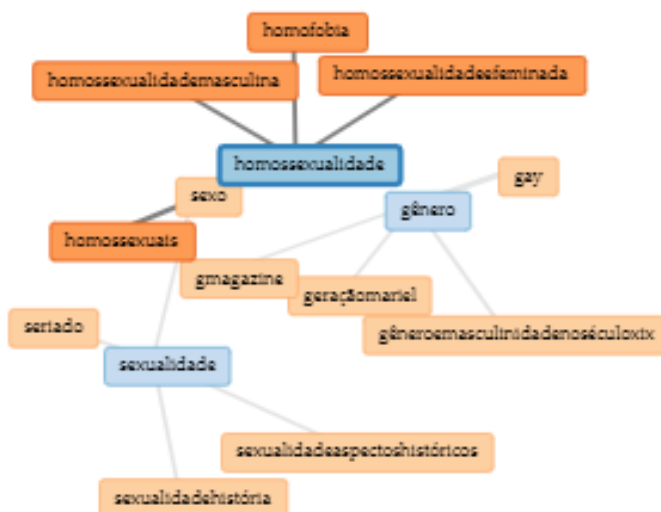 homofobia
homossexualidademasculina
homossexualidadeefeminada
homossexualidade
gay
sexo
gênero
homossexuais
gmagazine
geraçãomariel
seriado
gêneroemasculinidadenoséculoxix
sexualidade
sexualidadeaspectoshistóricos
sexualidadehistória